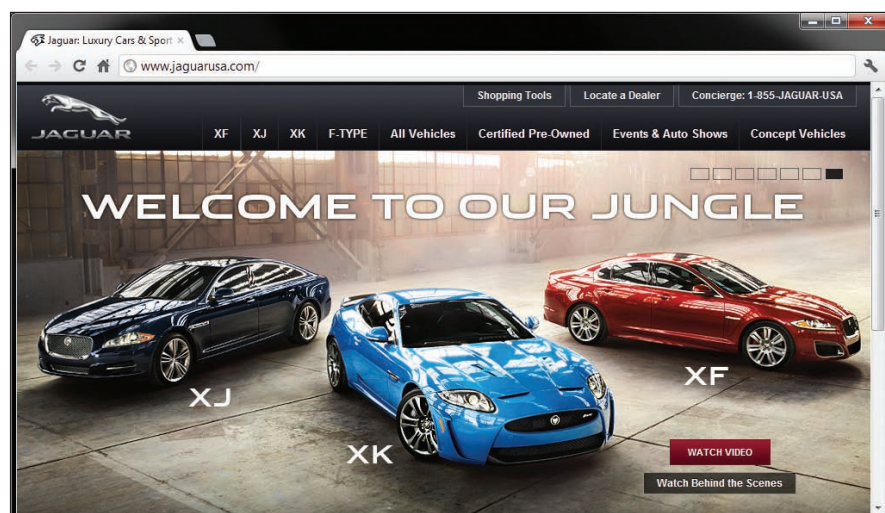 Jaguar: Luxury Cars & Sport
www.jaguarusa.com/
Shopping Tools Locate a Dealer Concierge: 1-855-JAGUAR-USA
JAGUAR
XF XJ XK F-TYPE All Vehicles Certified Pre-Owned Events & Auto Shows Concept Vehicles
WELCOME TO OUR JUNGLE
XJ
XF
XK
WATCH VIDEO
Watch Behind the Scenes